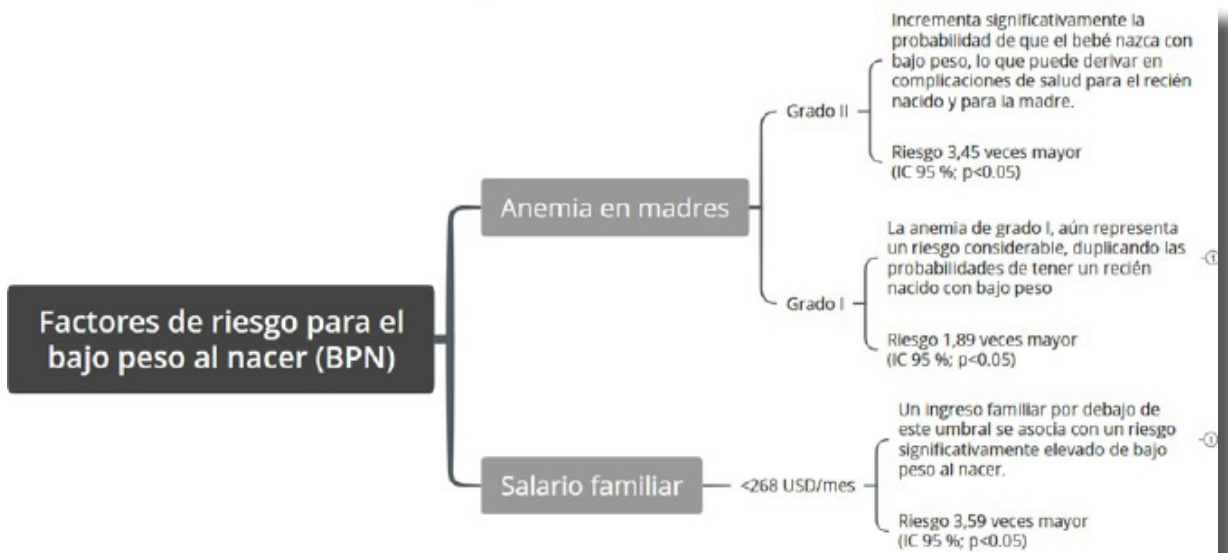 Incrementa significativamente la
probabilidad de que el bebé nazca con
bajo peso, lo que puede derivar en
complicaciones de salud para el recién
nacido y para la madre.
Grado II
Riesgo 3,45 veces mayor
(IC 95 %; p<0.05)
Anemia en madres
La anemia de grado I, aún representa
un riesgo considerable, duplicando las
probabilidades de tener un recién
nacido con bajo peso
1
Grado I
Riesgo 1,89 veces mayor
(IC 95 %; p<0.05)
Factores de riesgo para el
bajo peso al nacer (BPN)
Un ingreso familiar por debajo de
este umbral se asocia con un riesgo
significativamente elevado de bajo
peso al nacer.
1
Salario familiar
<268 USD/mes
Riesgo 3,59 veces mayor
(IC 95 %; p<0.05)